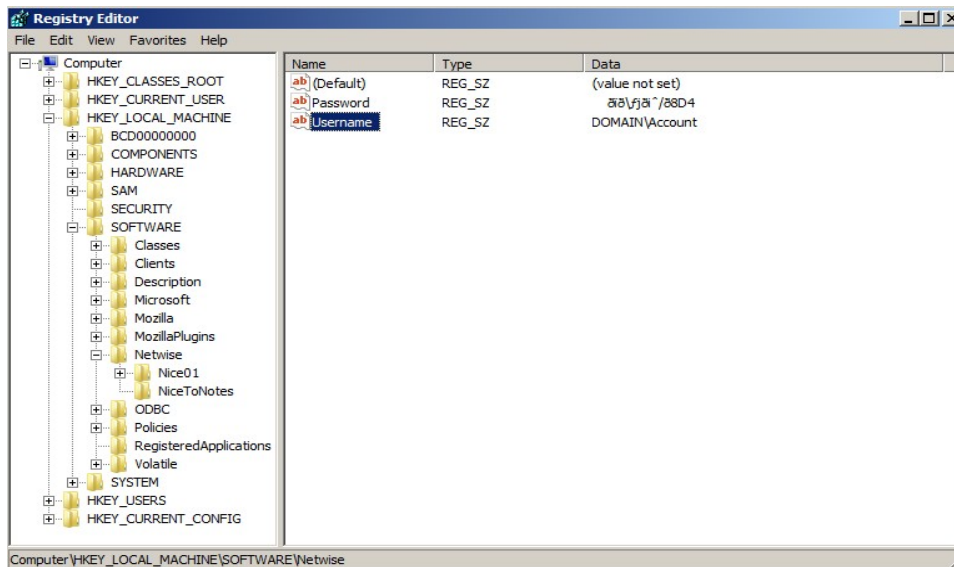 Registry Editor
File Edit View Favorites Help
Computer
HKEY_CLASSES_ROOT
HKEY_CURRENT_USER
HKEY_LOCAL_MACHINE
BCD00000000
COMPONENTS
HARDWARE
SAM
SECURITY
SOFTWARE
Classes
Clients
Description
Microsoft
Mozilla
MozillaPlugins
Netwise
Nice01
NiceToNotes
ODBC
Policies
RegisteredApplications
Volatile
SYSTEM
HKEY_USERS
HKEY_CURRENT_CONFIG
Name Type Data
(Default) REG_SZ (value not set)
Password REG_SZ
Username REG_SZ DOMAIN\Account
Computer\HKEY_LOCAL_MACHINE\SOFTWARE\Netwise